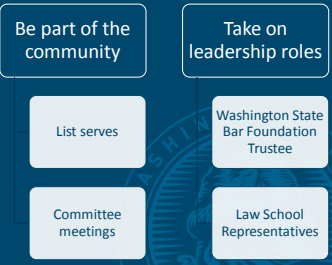 Be part of the
community
List serves
Committee
meetings
Take on
leadership roles
Washington State
Bar Foundation
Trustee
Law School
Representatives